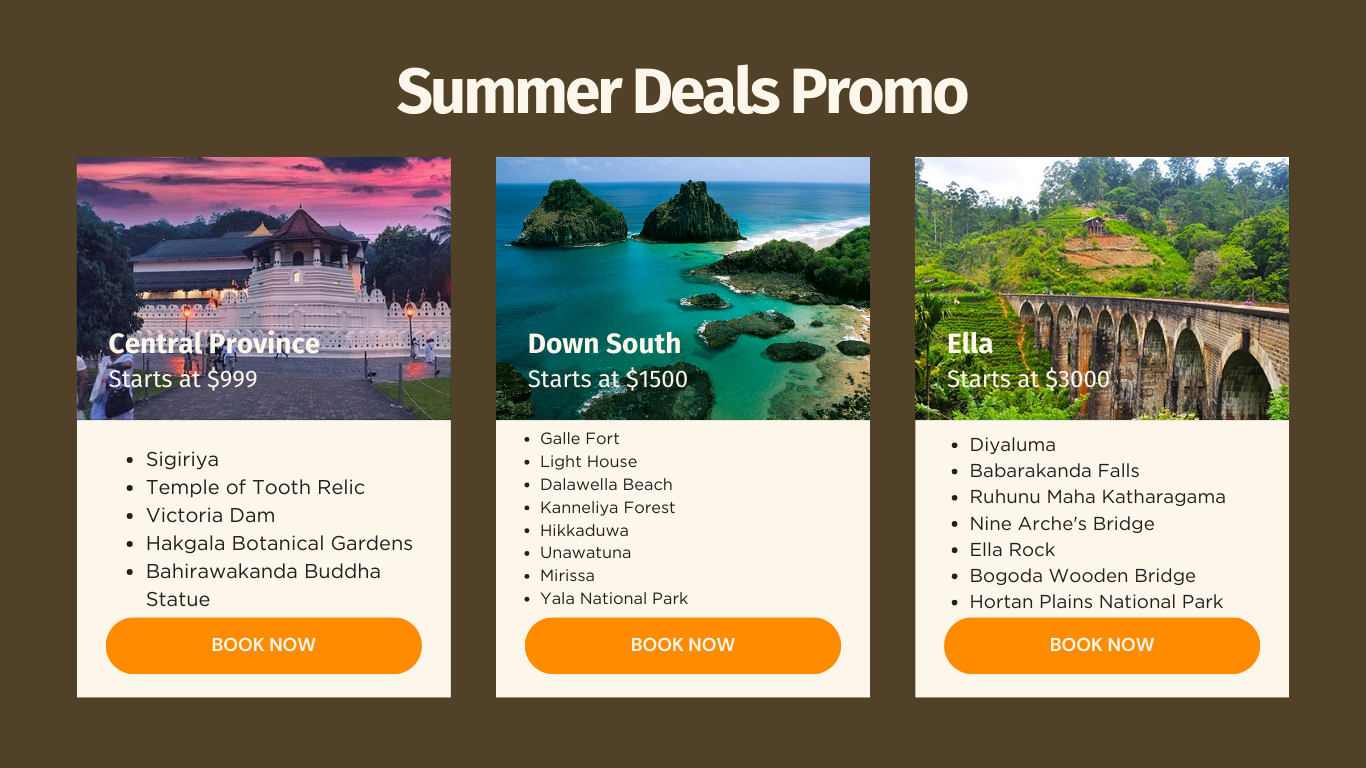 Summer Deals Promo
Central Province
Starts at $999
Sigiriya
Temple of Tooth Relic
Victoria Dam
Hakgala Botanical Gardens
Bahirawakanda Buddha
Statue
BOOK NOW
Down South
Starts at $1500
Galle Fort
Light House
Dalawella Beach
Kanneliya Forest
Hikkaduwa
Unawatuna
Mirissa
Yala National Park
BOOK NOW
Ella
Starts at $3000
Diyaluma
Babarakanda Falls
Ruhunu Maha Katharagama
Nine Arche's Bridge
Ella Rock
Bogoda Wooden Bridge
Hortan Plains National Park
BOOK NOW